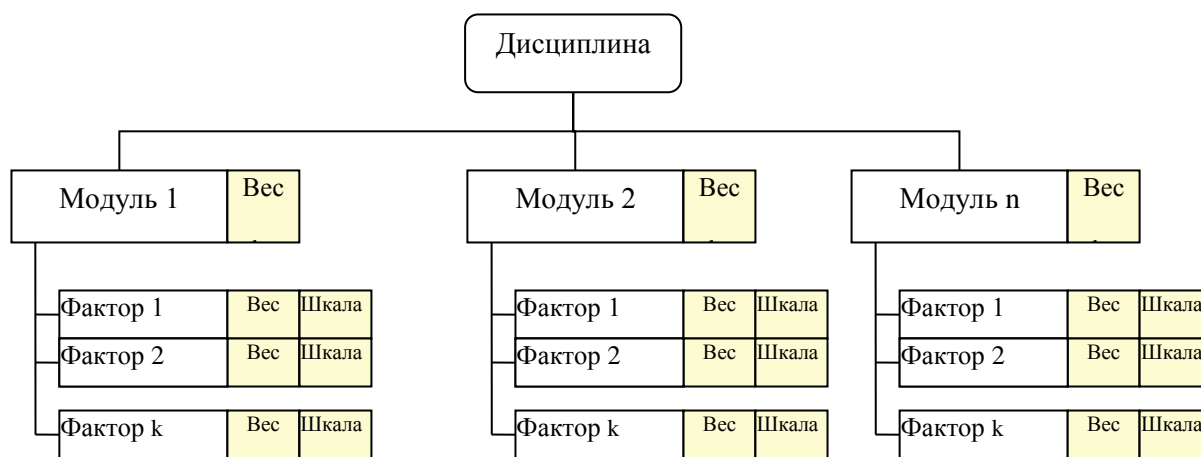 Дисциплина
Модуль 1 Вес
Модуль 2 Вес
Модуль n Вес
Фактор 1 Вес Шкала
Фактор 2 Вес Шкала
Фактор k Вес Шкала
Фактор 1 Вес Шкала
Фактор 2 Вес Шкала
Фактор k Вес Шкала
Фактор 1 Вес Шкала
Фактор 2 Вес Шкала
Фактор k Вес Шкала